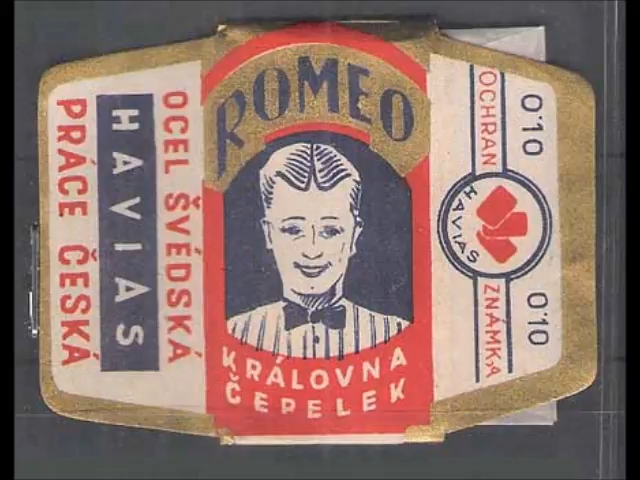 OCEL ŠVÉDSKÁ
HAVIAS
PRÁCE ČESKÁ
ROMEO
KRÁLOVNA
ČEPELEK
0.10
0.10
OCHRAN
HAVIAS
ZNÁMKA